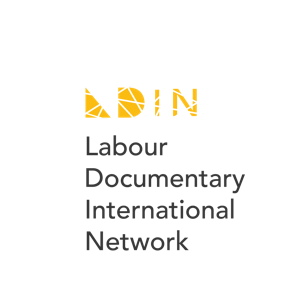 LDIN
Labour
Documentary
International
Network